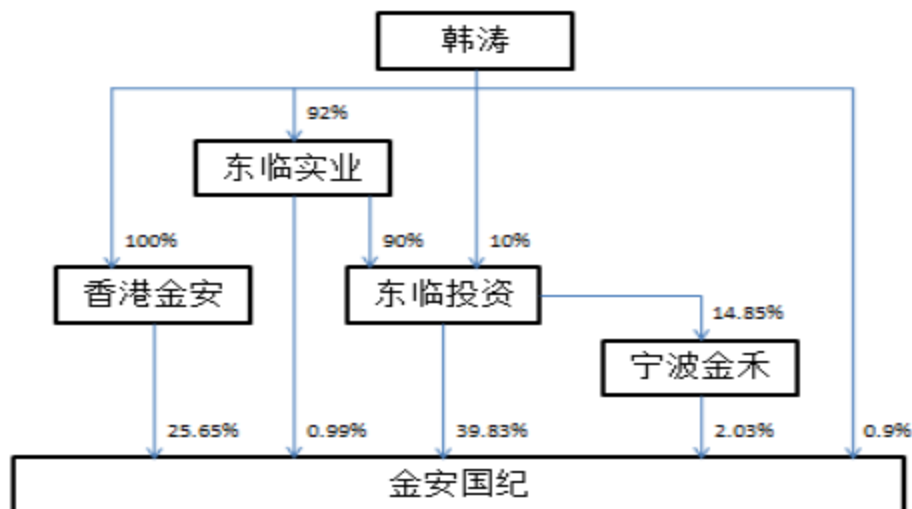 韩涛
92%
东临实业
100%
90%
10%
香港金安
东临投资
14.85%
宁波金禾
25.65%
0.99%
39.83%
2.03%
0.9%
金安国纪